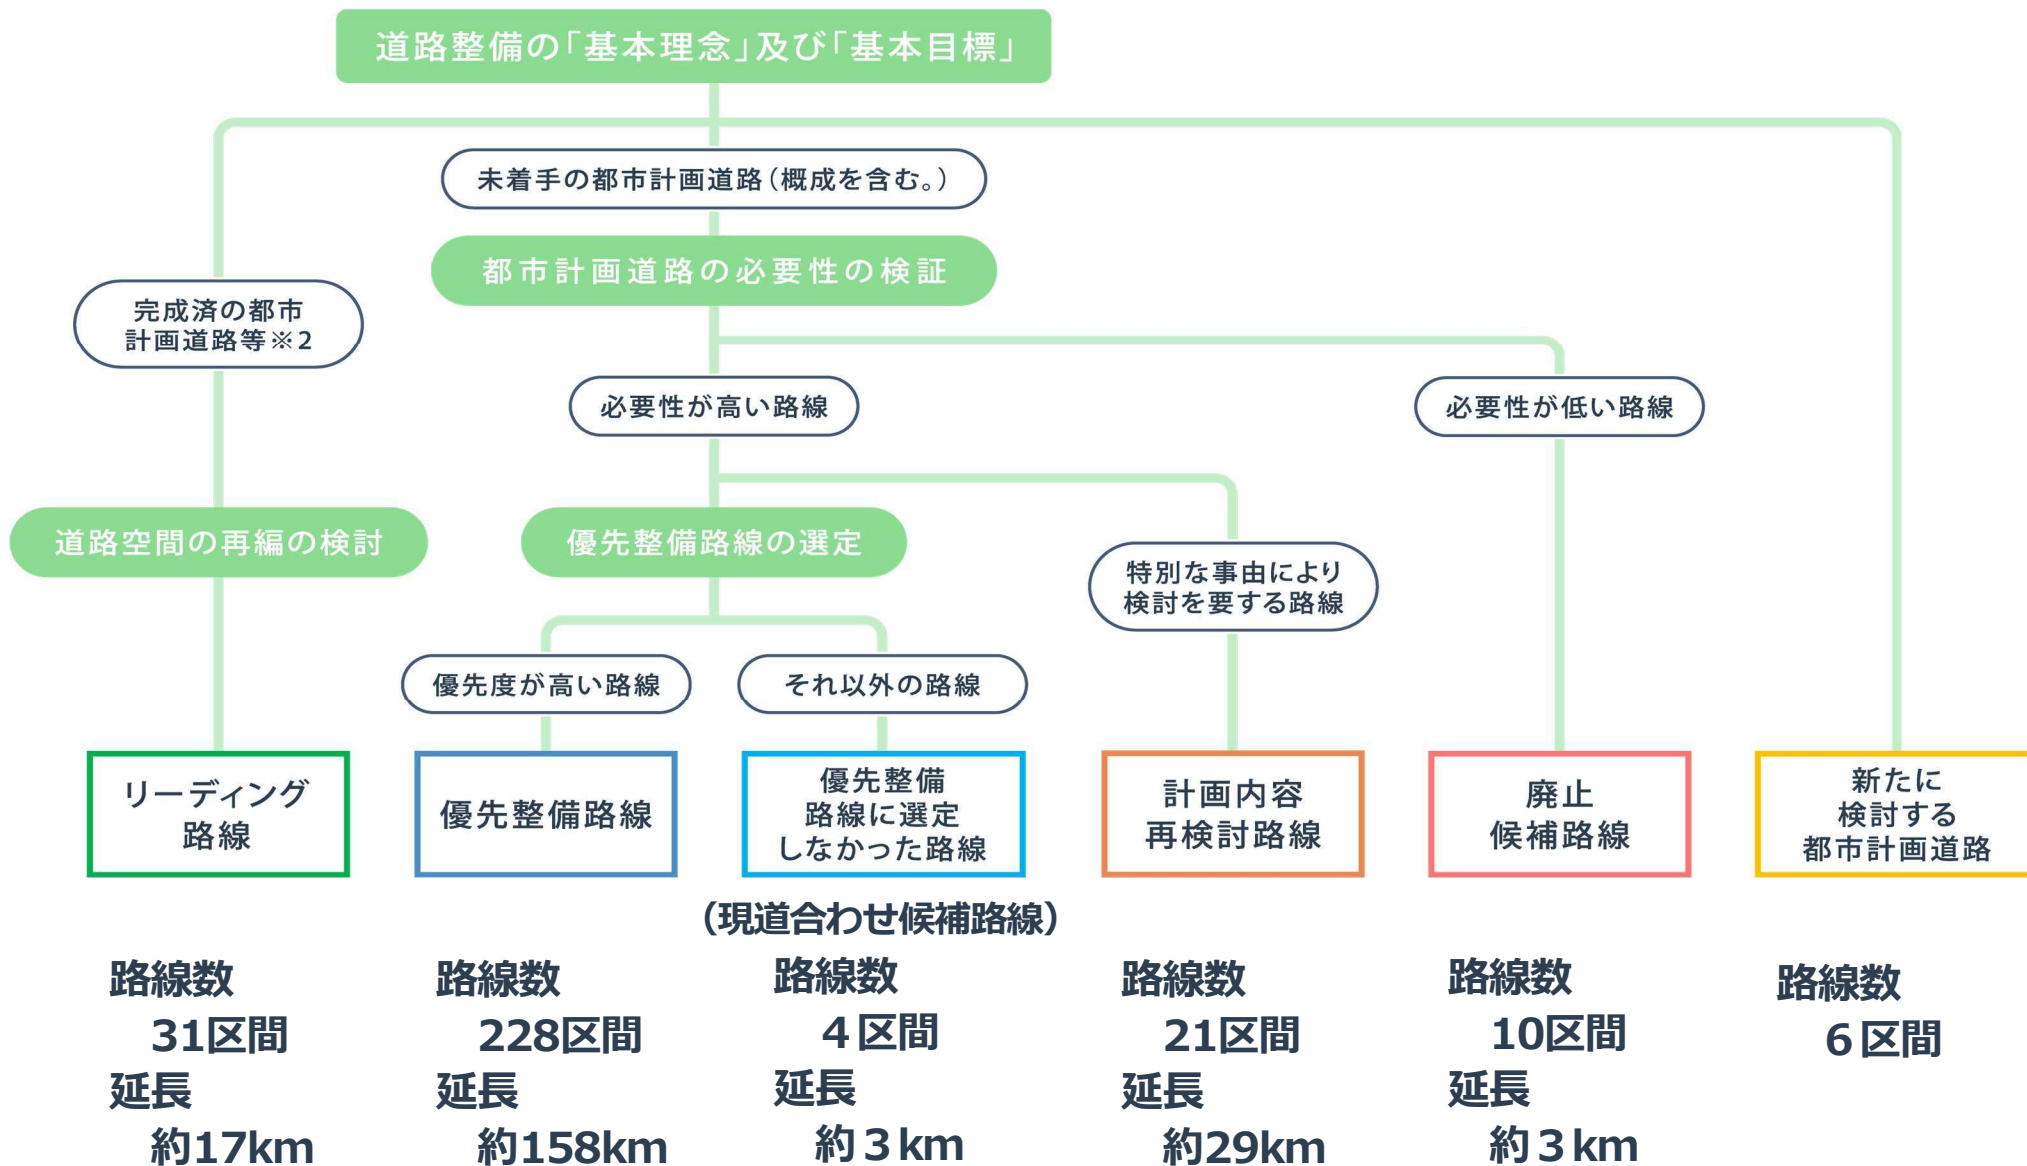 道路整備の「基本理念」及び「基本目標」
未着手の都市計画道路（概成を含む。）
都市計画道路の必要性の検証
完成済の都市
計画道路等※2
必要性が高い路線
必要性が低い路線
道路空間の再編の検討
優先整備路線の選定
特別な事由により
検討を要する路線
優先度が高い路線
それ以外の路線
リーディング
路線
優先整備路線
優先整備
路線に選定
しなかった路線
計画内容
再検討路線
廃止
候補路線
新たに
検討する
都市計画道路
（現道合わせ候補路線）
路線数
31区間
延長
約17km
路線数
228区間
延長
約158km
路線数
４区間
延長
約３km
路線数
21区間
延長
約29km
路線数
10区間
延長
約３km
路線数
６区間